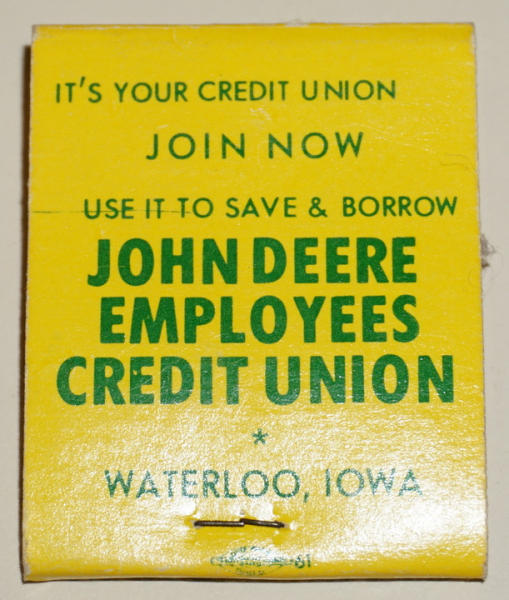 IT'S YOUR CREDIT UNION
JOIN NOW
USE IT TO SAVE & BORROW
JOHN DEERE
EMPLOYEES
CREDIT UNION
*
WATERLOO, IOWA